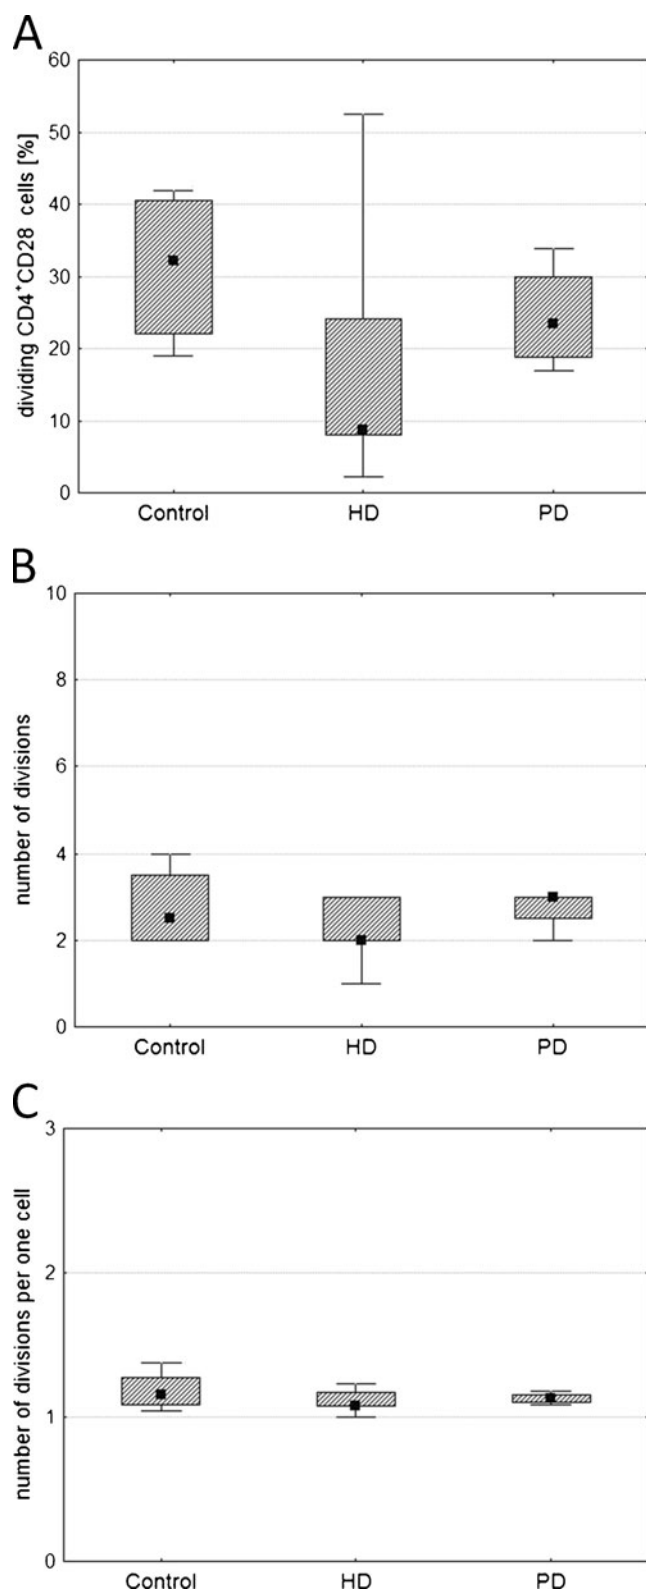 A
dividing CD4⁺CD28 cells [%]
60
50
40
30
20
10
0
Control HD PD
B
number of divisions
10
8
6
4
2
0
Control HD PD
C
number of divisions per one cell
3
2
1
0
Control HD PD